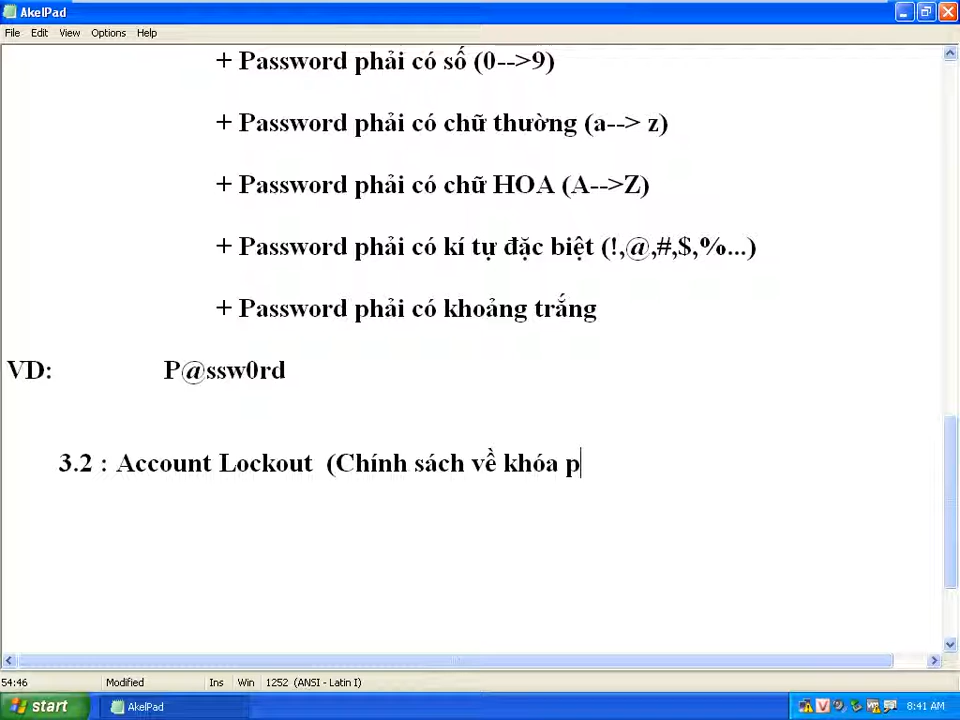 AkelPad
File Edit View Options Help
+ Password phải có số (0-->9)
+ Password phải có chữ thường (a--> z)
+ Password phải có chữ HOA (A-->Z)
+ Password phải có kí tự đặc biệt (!,@,#,$,%...)
+ Password phải có khoảng trắng
VD: P@ssw0rd
3.2 : Account Lockout (Chính sách về khóa p
54:46 Modified Ins Win 1252 (ANSI - Latin I)
start AkelPad V 8:41 AM